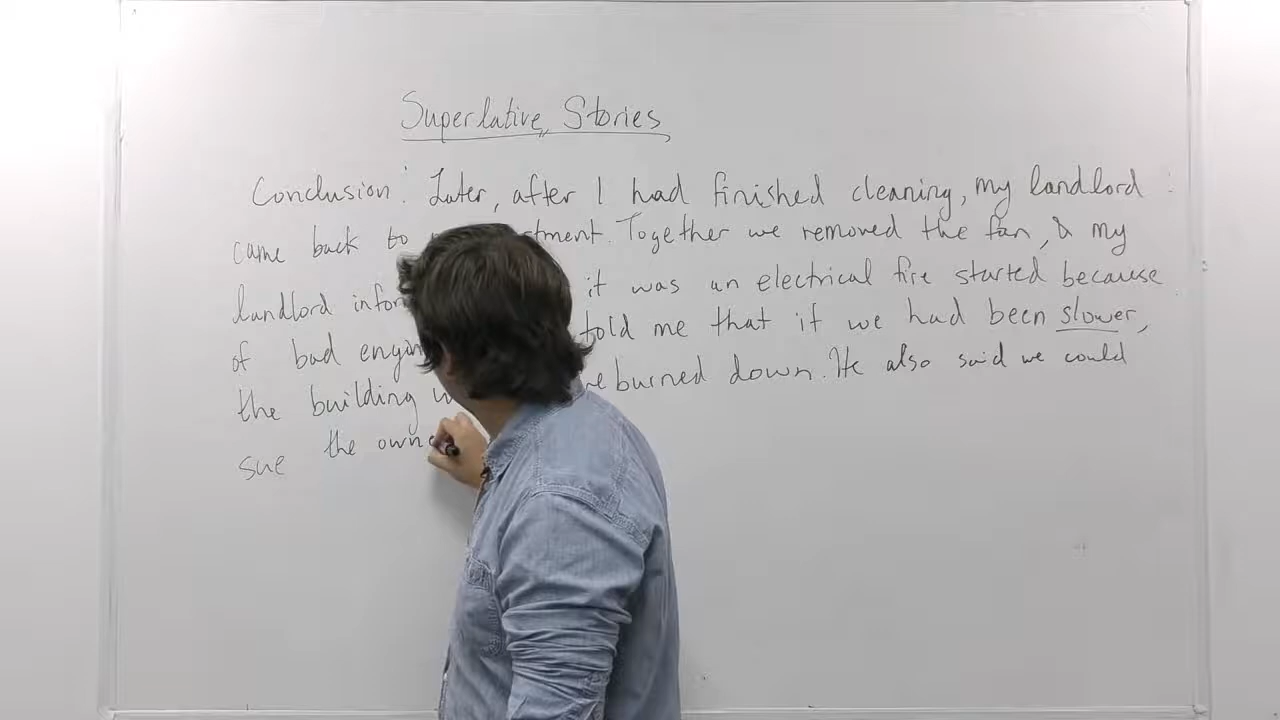 Superlative Stories
Conclusion: Later, after I had finished cleaning, my landlord
came back to Together we removed the fan, & my
landlord it was an electrical fire started because
of bad told me that if we had been slower,
the building burned down. He also said we could
sue the